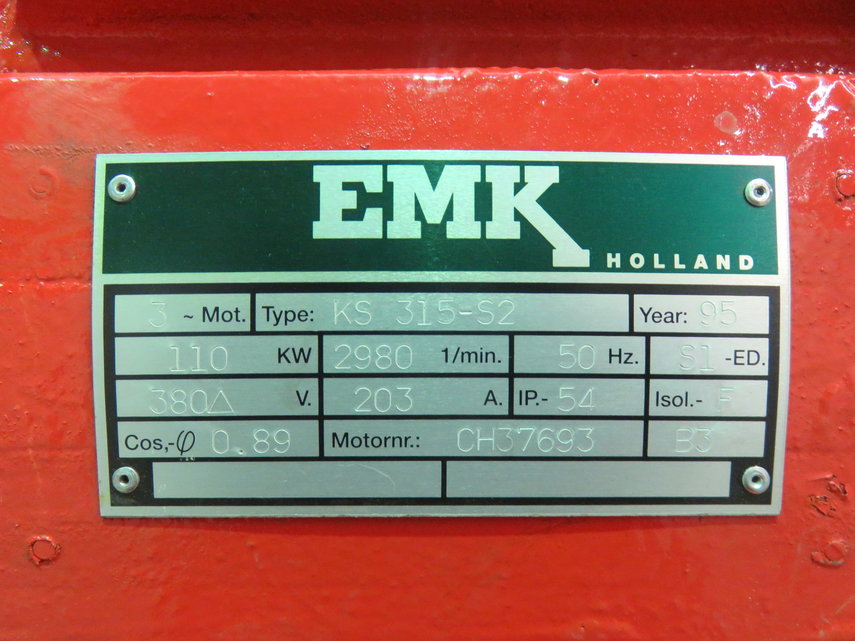 EMK
HOLLAND
3 ~ Mot. Type: KS 315-S2 Year: 95
110 KW 2980 1/min. 50 Hz. S1 -ED.
380Δ V. 203 A. IP.- 54 Isol.- F
Cos,-φ 0.89 Motornr.: CH37693 B3